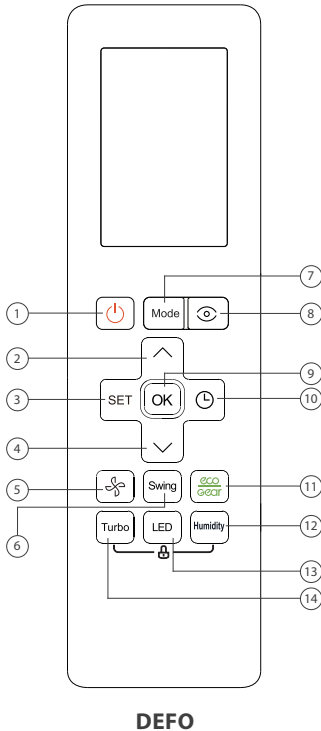 7
1
Mode
8
2
9
3
SET
OK
10
4
5
Swing
eco
gear
11
6
Turbo
LED
Humidity
12
13
14
DEFO